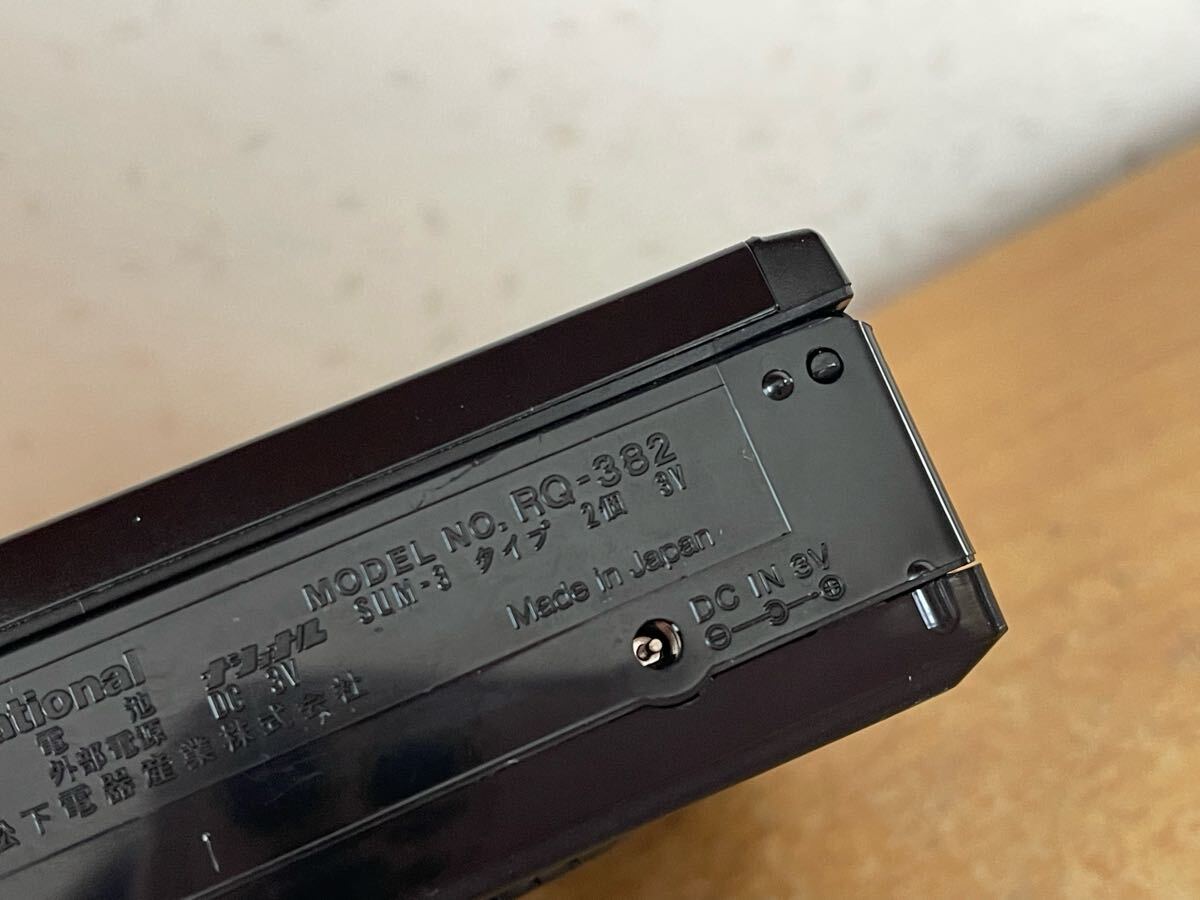 MODEL NO. RQ-382
National ナショナル SUM-3 タイプ 2個 3V
電池 DC 3V Made in Japan
外部電源
松下電器産業株式会社
DC IN 3V